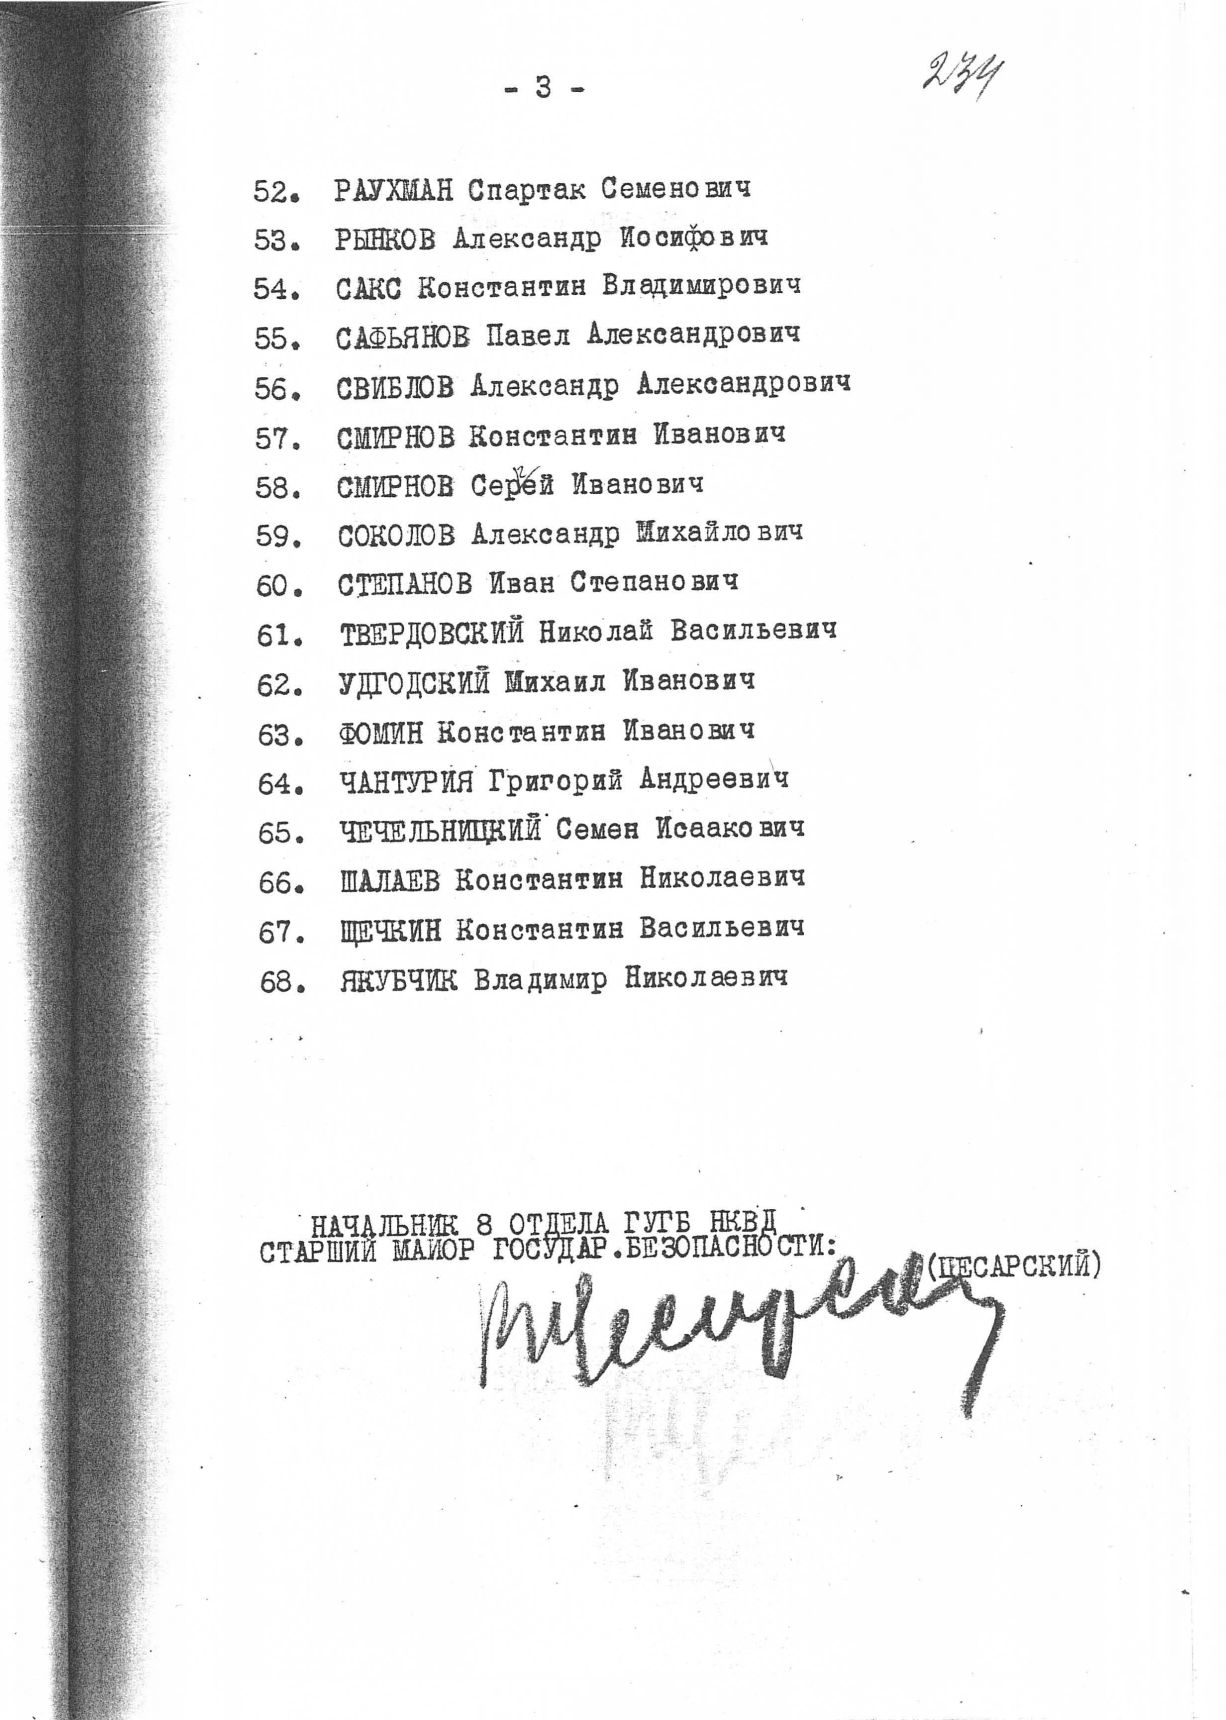 - 3 -
234
52. РАУХМАН Спартак Семенович
53. РЫНКОВ Александр Иосифович
54. САКС Константин Владимирович
55. САФЬЯНОВ Павел Александрович
56. СВИБЛОВ Александр Александрович
57. СМИРНОВ Константин Иванович
58. СМИРНОВ Сергей Иванович
59. СОКОЛОВ Александр Михайлович
60. СТЕПАНОВ Иван Степанович
61. ТВЕРДОВСКИЙ Николай Васильевич
62. УДГОДСКИЙ Михаил Иванович
63. ФОМИН Константин Иванович
64. ЧАНТУРИЯ Григорий Андреевич
65. ЧЕЧЕЛЬНИЦКИЙ Семен Исаакович
66. ШАЛАЕВ Константин Николаевич
67. ЩЕЧКИН Константин Васильевич
68. ЯКУБЧИК Владимир Николаевич
НАЧАЛЬНИК 8 ОТДЕЛА ГУГБ НКВД
СТАРШИЙ МАЙОР ГОСУДАР.БЕЗОПАСНОСТИ:
(ЦЕСАРСКИЙ)